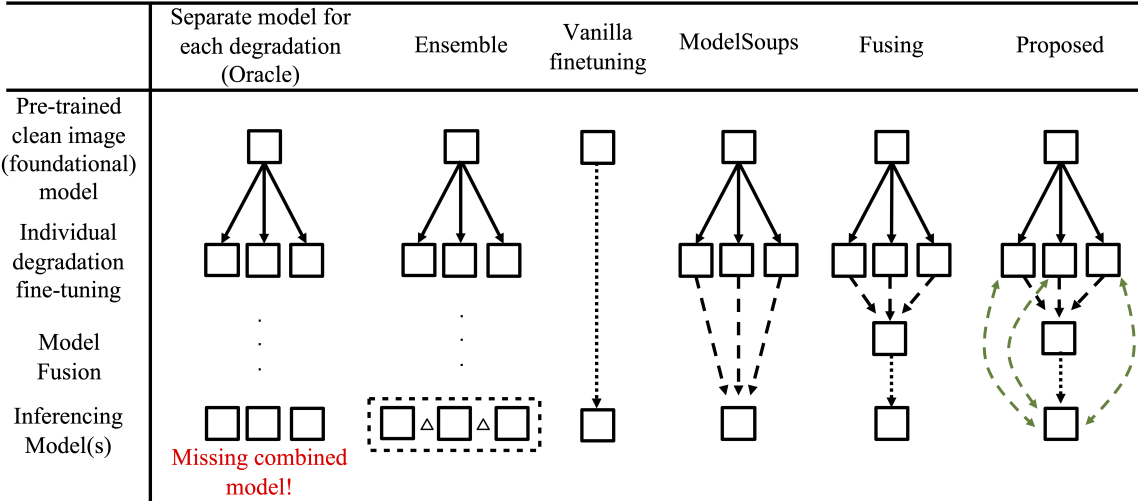 Separate model for
each degradation
(Oracle)
Ensemble
Vanilla
finetuning
ModelSoups
Fusing
Proposed
Pre-trained
clean image
(foundational)
model
Individual
degradation
fine-tuning
Model
Fusion
Inferencing
Model(s)
Missing combined
model!